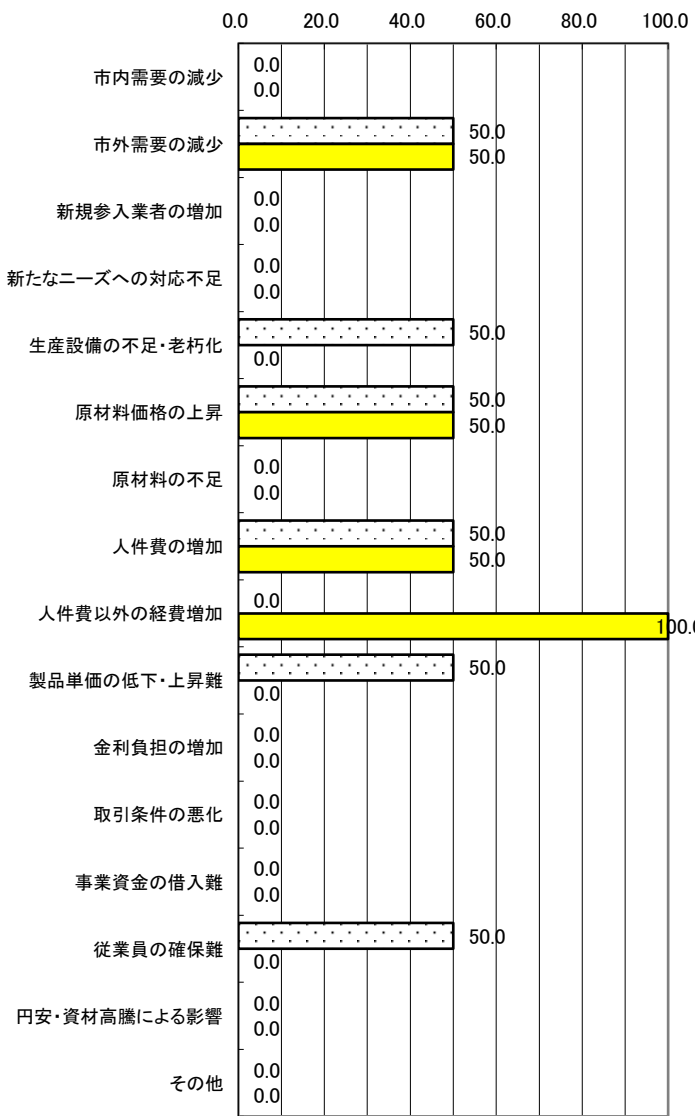 0.0 20.0 40.0 60.0 80.0 100.0
市内需要の減少 0.0
0.0
市外需要の減少 50.0
50.0
新規参入業者の増加 0.0
0.0
新たなニーズへの対応不足 0.0
0.0
生産設備の不足・老朽化 50.0
0.0
原材料価格の上昇 50.0
50.0
原材料の不足 0.0
0.0
人件費の増加 50.0
50.0
人件費以外の経費増加 0.0
100.0
製品単価の低下・上昇難 50.0
0.0
金利負担の増加 0.0
0.0
取引条件の悪化 0.0
0.0
事業資金の借入難 0.0
0.0
従業員の確保難 50.0
0.0
円安・資材高騰による影響 0.0
0.0
その他 0.0
0.0